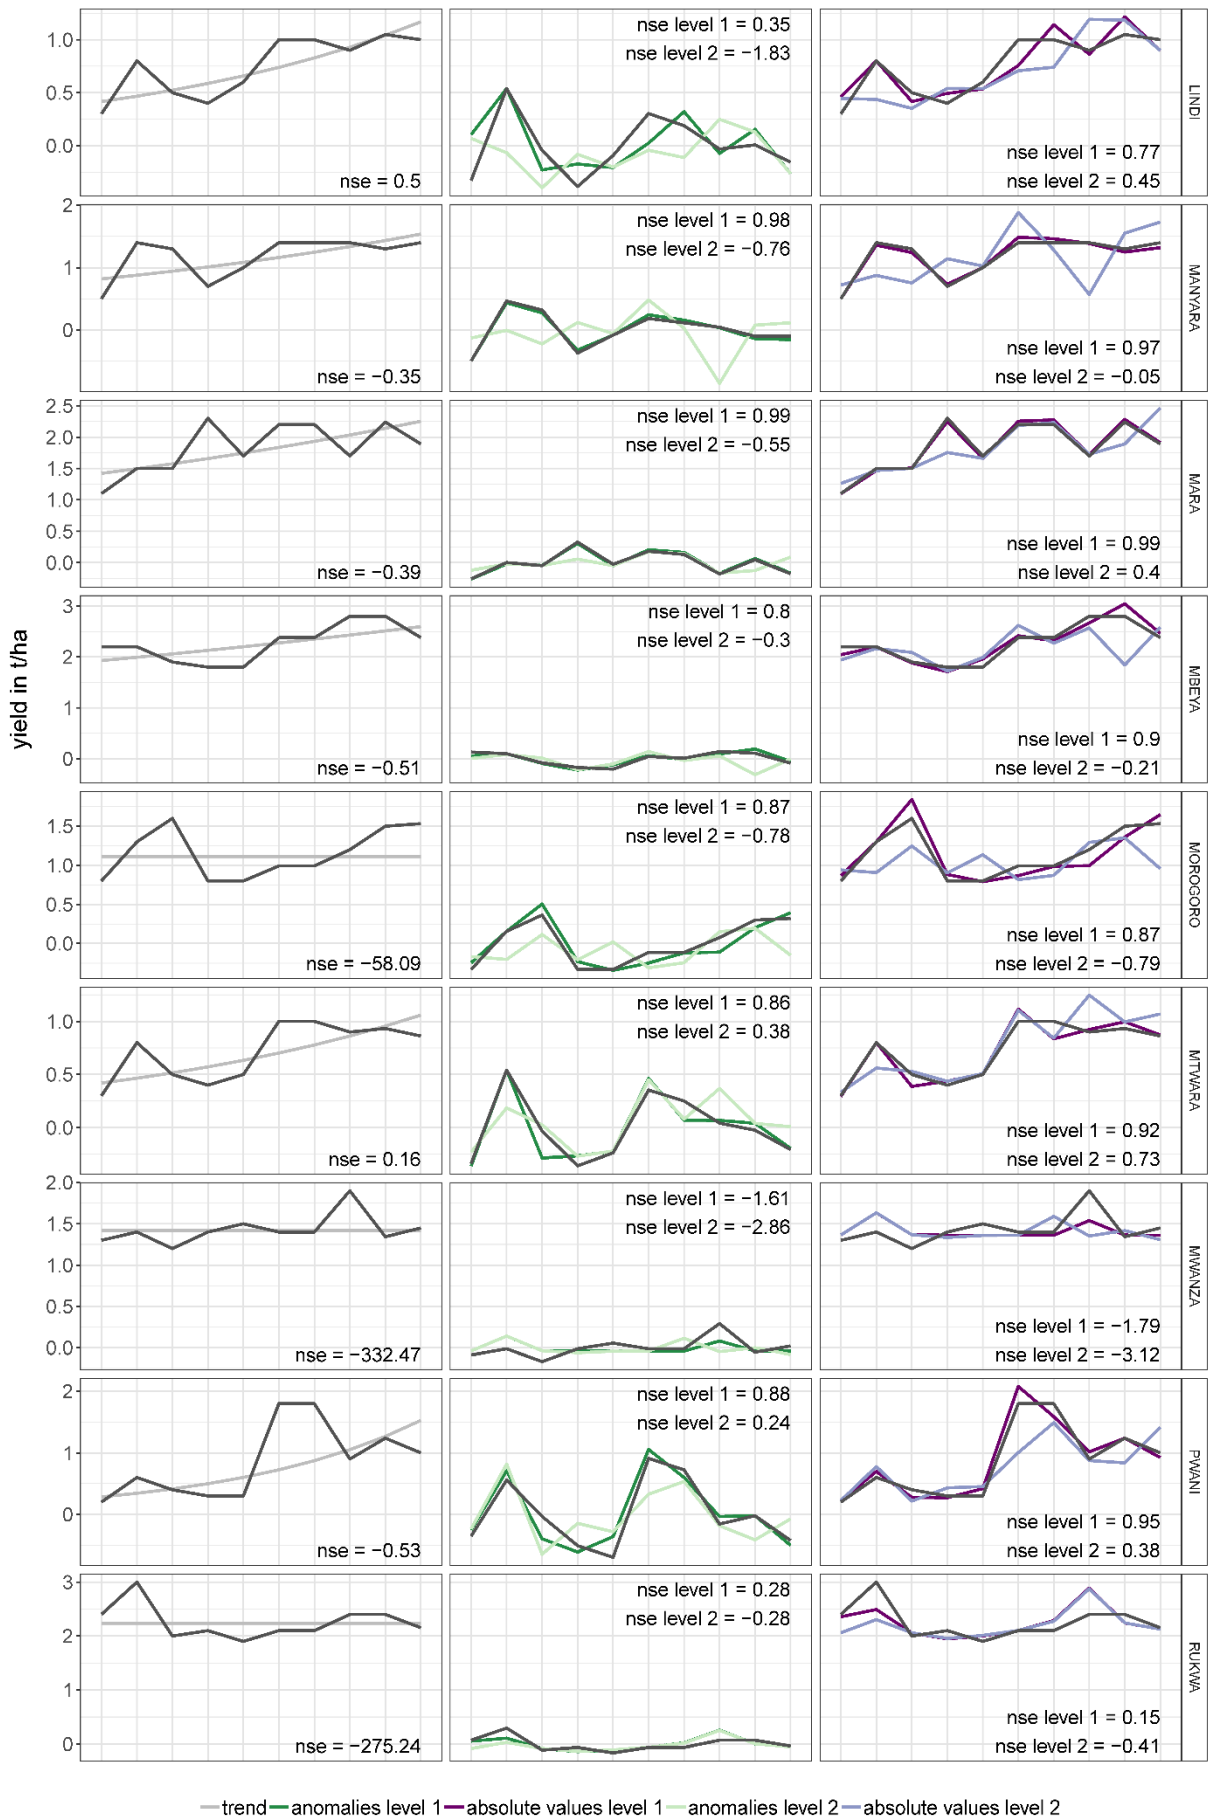 yield in t/ha
1.0
0.5
0.0
nse = 0.5
nse level 1 = 0.35
nse level 2 = −1.83
nse level 1 = 0.77
nse level 2 = 0.45
LINDI
2
1
0
nse = −0.35
nse level 1 = 0.98
nse level 2 = −0.76
nse level 1 = 0.97
nse level 2 = −0.05
MANYARA
2.5
2.0
1.5
1.0
0.5
0.0
nse = −0.39
nse level 1 = 0.99
nse level 2 = −0.55
nse level 1 = 0.99
nse level 2 = 0.4
MARA
3
2
1
0
nse = −0.51
nse level 1 = 0.8
nse level 2 = −0.3
nse level 1 = 0.9
nse level 2 = −0.21
MBEYA
1.5
1.0
0.5
0.0
nse = −58.09
nse level 1 = 0.87
nse level 2 = −0.78
nse level 1 = 0.87
nse level 2 = −0.79
MOROGORO
1.0
0.5
0.0
nse = 0.16
nse level 1 = 0.86
nse level 2 = 0.38
nse level 1 = 0.92
nse level 2 = 0.73
MTWARA
2.0
1.5
1.0
0.5
0.0
nse = −332.47
nse level 1 = −1.61
nse level 2 = −2.86
nse level 1 = −1.79
nse level 2 = −3.12
MWANZA
2
1
0
nse = −0.53
nse level 1 = 0.88
nse level 2 = 0.24
nse level 1 = 0.95
nse level 2 = 0.38
PWANI
3
2
1
0
nse = −275.24
nse level 1 = 0.28
nse level 2 = −0.28
nse level 1 = 0.15
nse level 2 = −0.41
RUKWA
trend anomalies level 1 absolute values level 1 anomalies level 2 absolute values level 2